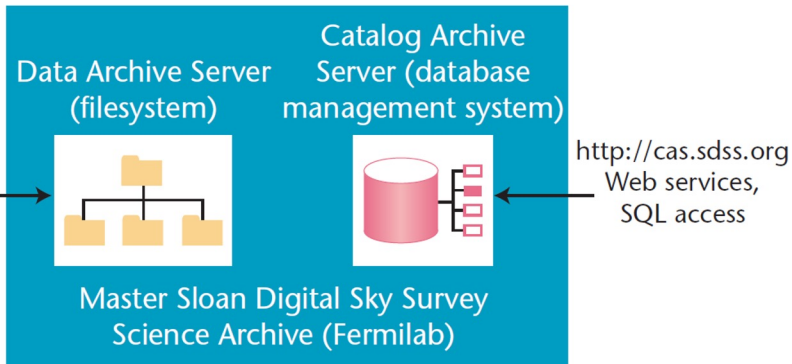 Data Archive Server
(filesystem)
Catalog Archive
Server (database
management system)
http://cas.sdss.org
Web services,
SQL access
Master Sloan Digital Sky Survey
Science Archive (Fermilab)